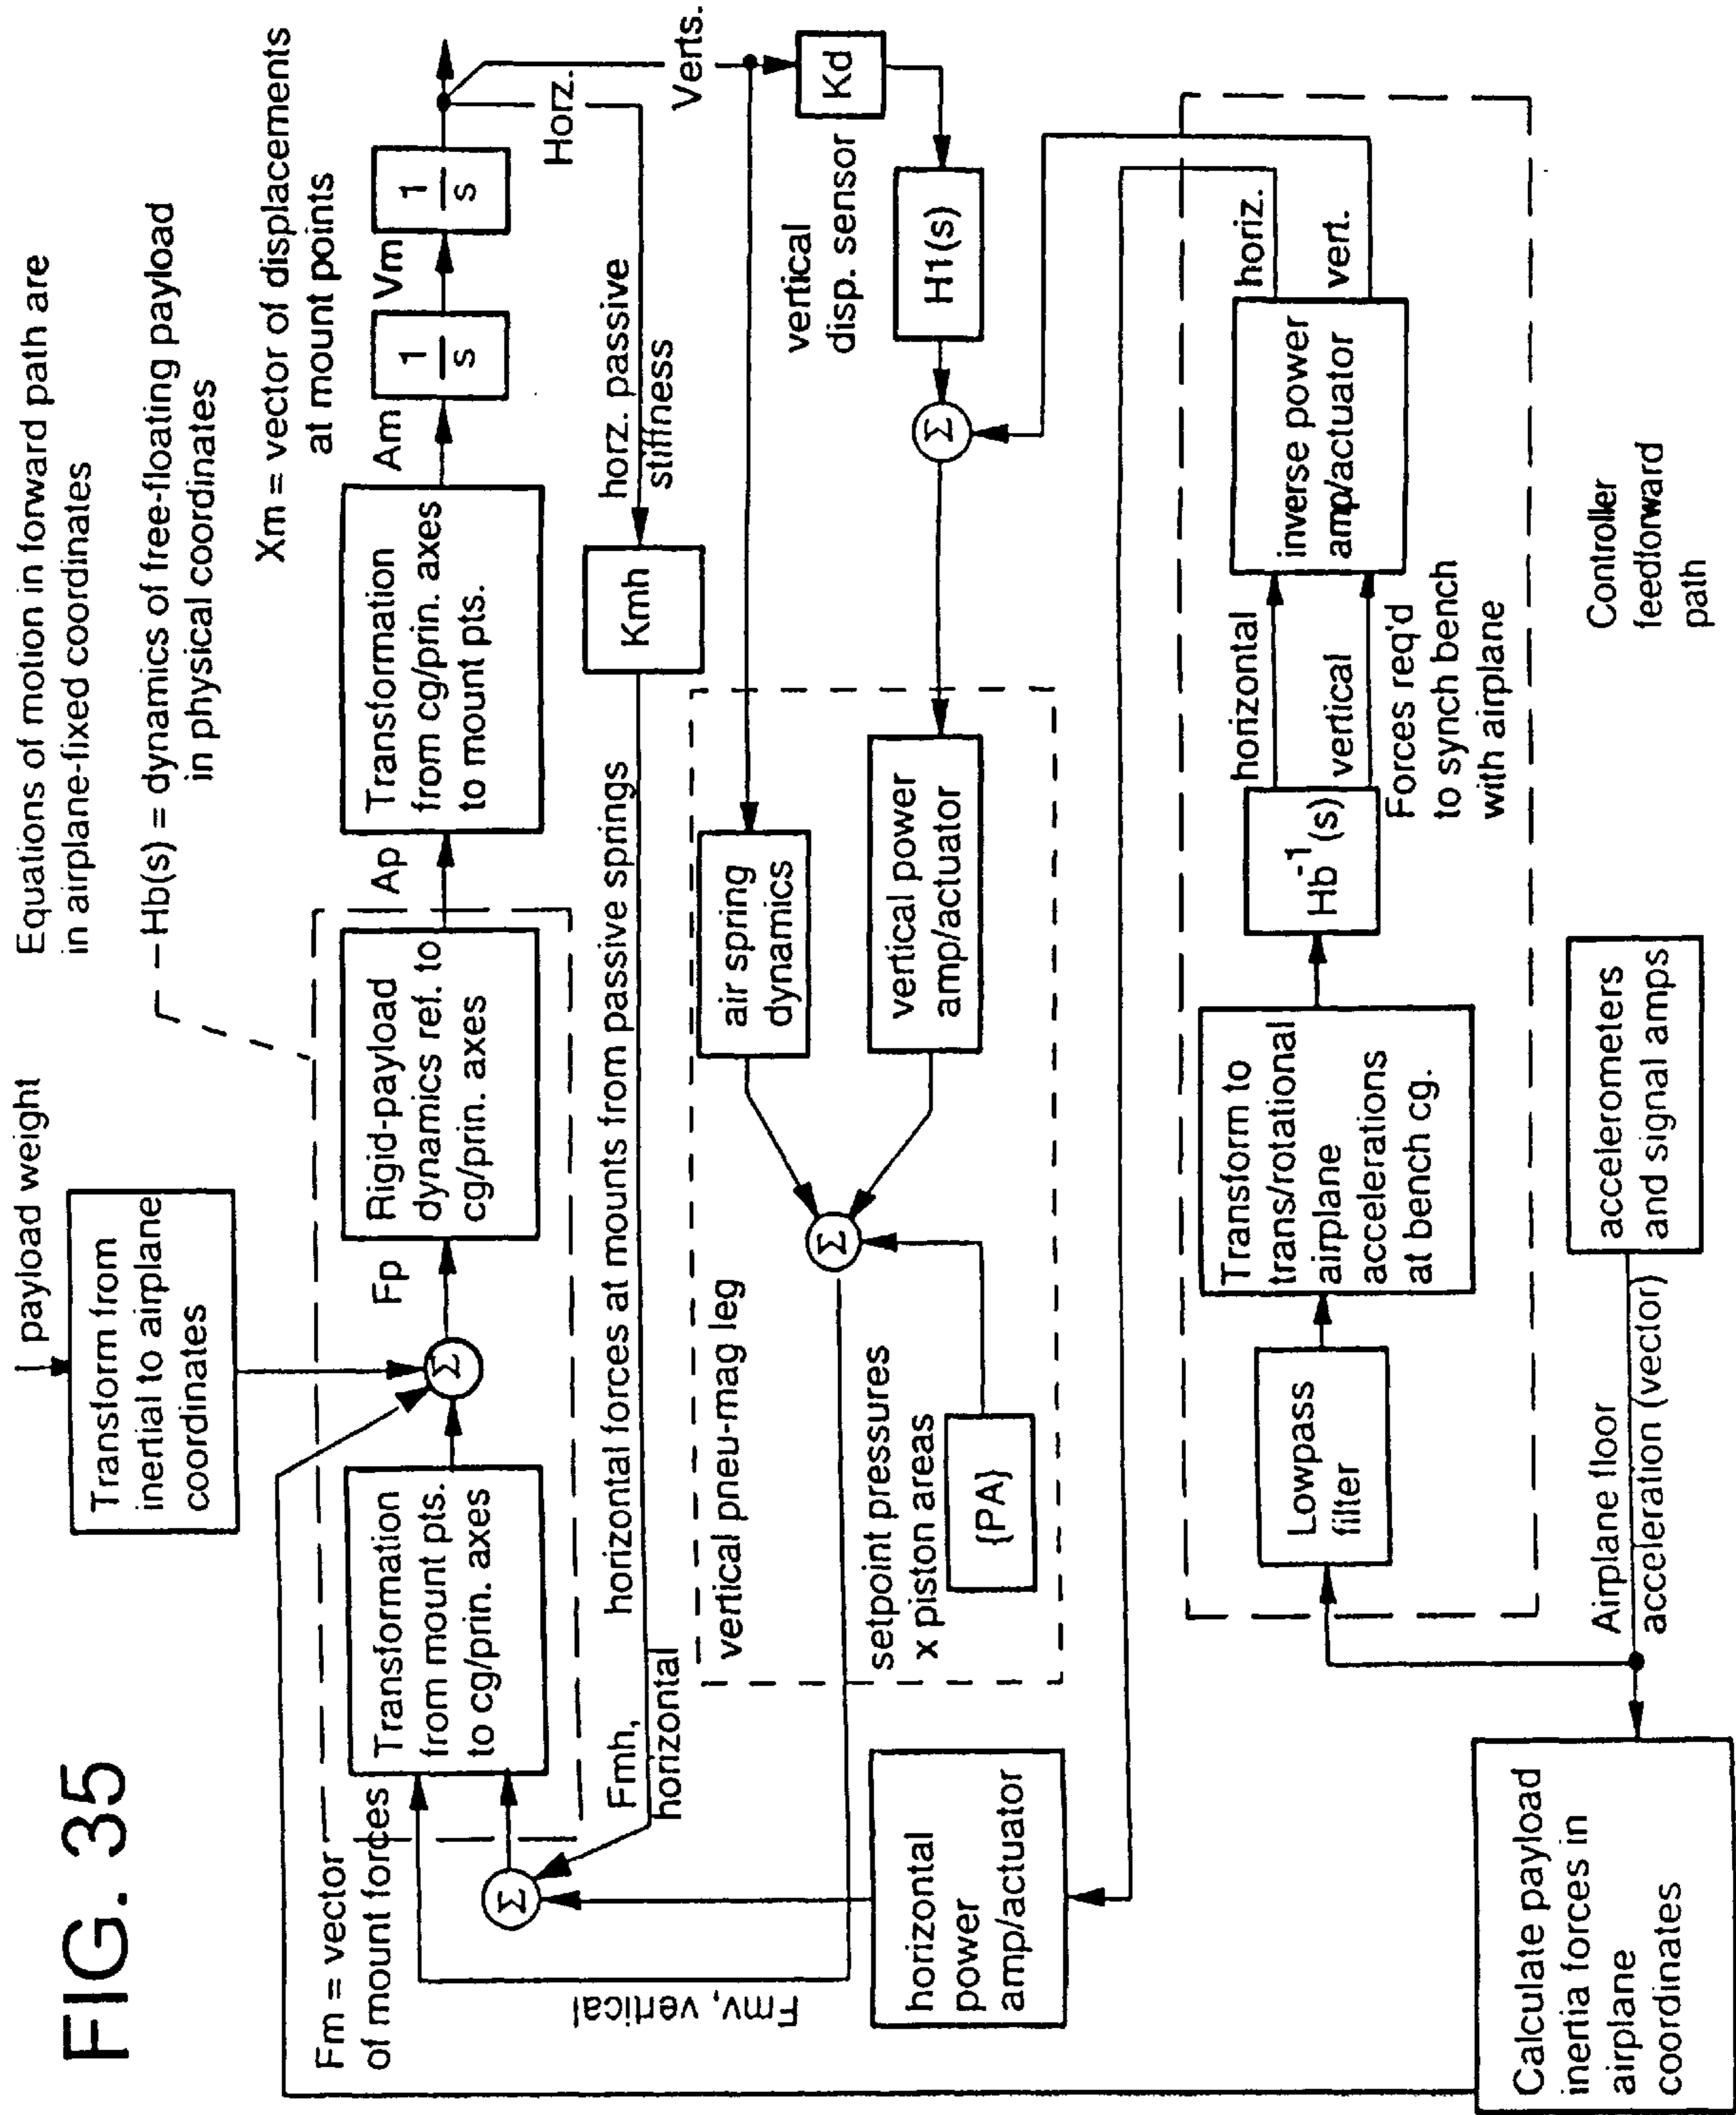 FIG. 35
Equations of motion in forward path are
in airplane-fixed coordinates
Hb(s) = dynamics of free-floating payload
in physical coordinates
payload weight
Transform from
inertial to airplane
coordinates
Xm = vector of displacements
at mount points
Fm = vector
of mount forces
Transformation
from mount pts.
to cg/prin. axes
Σ
Fp
Rigid-payload
dynamics ref. to
cg/prin. axes
Ap
Transformation
from cg/prin. axes
to mount pts.
Am
1
s
Vm
1
s
Horz.
Verts.
Σ
Fmh,
horizontal
horizontal forces at mounts from passive springs
Kmh
horz. passive
stiffness
Fmv, vertical
vertical pneu-mag leg
air spring
dynamics
vertical
disp. sensor
Kd
setpoint pressures
x piston areas
Σ
vertical power
amp/actuator
Σ
H1(s)
{PA}
horizontal
power
amp/actuator
Lowpass
filter
Transform to
trans/rotational
airplane
accelerations
at bench cg.
Hb⁻¹(s)
horizontal
vertical
Forces req'd
to synch bench
with airplane
inverse power
amp/actuator
horiz.
vert.
Airplane floor
acceleration (vector)
accelerometers
and signal amps
Controller
feedforward
path
Calculate payload
inertia forces in
airplane
coordinates